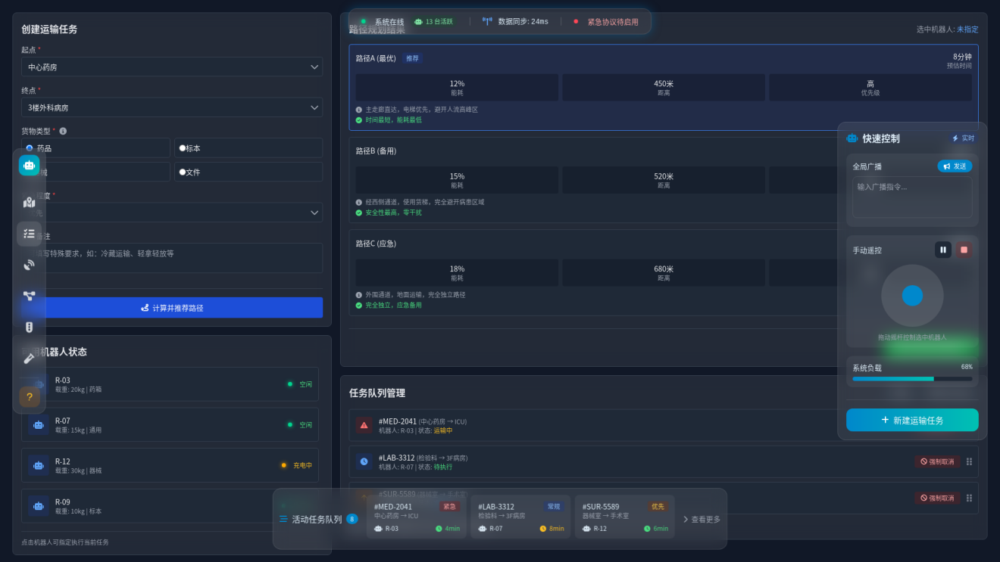 系统在线
13 台活跃
数据同步: 24ms
紧急协议待启用
创建运输任务
起点 *
中心药房
终点 *
3楼外科病房
货物类型 *
药品
标本
械
文件
程度 *
先
注
填写特殊要求，如：冷藏运输、轻拿轻放等
计算并推荐路径
机器人状态
R-03
载重: 20kg | 药箱
空闲
R-07
载重: 15kg | 通用
空闲
R-12
载重: 30kg | 器械
充电中
R-09
载重: 10kg | 标本
点击机器人可指定执行当前任务
?
路径规划结果
选中机器人: 未指定
路径A (最优)
推荐
8分钟
预估时间
12%
能耗
450米
距离
高
优先级
主走廊直达，电梯优先，避开人流高峰区
时间最短，能耗最低
路径B (备用)
15%
能耗
520米
距离
经西侧通道，使用货梯，完全避开病患区域
安全性最高，零干扰
路径C (应急)
18%
能耗
680米
距离
外围通道，地面运输，完全独立路径
完全独立，应急备用
任务队列管理
#MED-2041 (中心药房 → ICU)
机器人: R-03 | 状态: 运输中
#LAB-3312 (检验科 → 3F病房)
机器人: R-07 | 状态: 待执行
强制取消
#SUR-5589 (器械室 → 手术室)
强制取消
快速控制
实时
全局广播
发送
输入广播指令...
手动遥控
拖动摇杆控制选中机器人
系统负载
68%
新建运输任务
活动任务队列
8
#MED-2041
紧急
中心药房 → ICU
R-03
4min
#LAB-3312
常规
检验科 → 3F病房
R-07
8min
#SUR-5589
优先
器械室 → 手术室
R-12
6min
查看更多